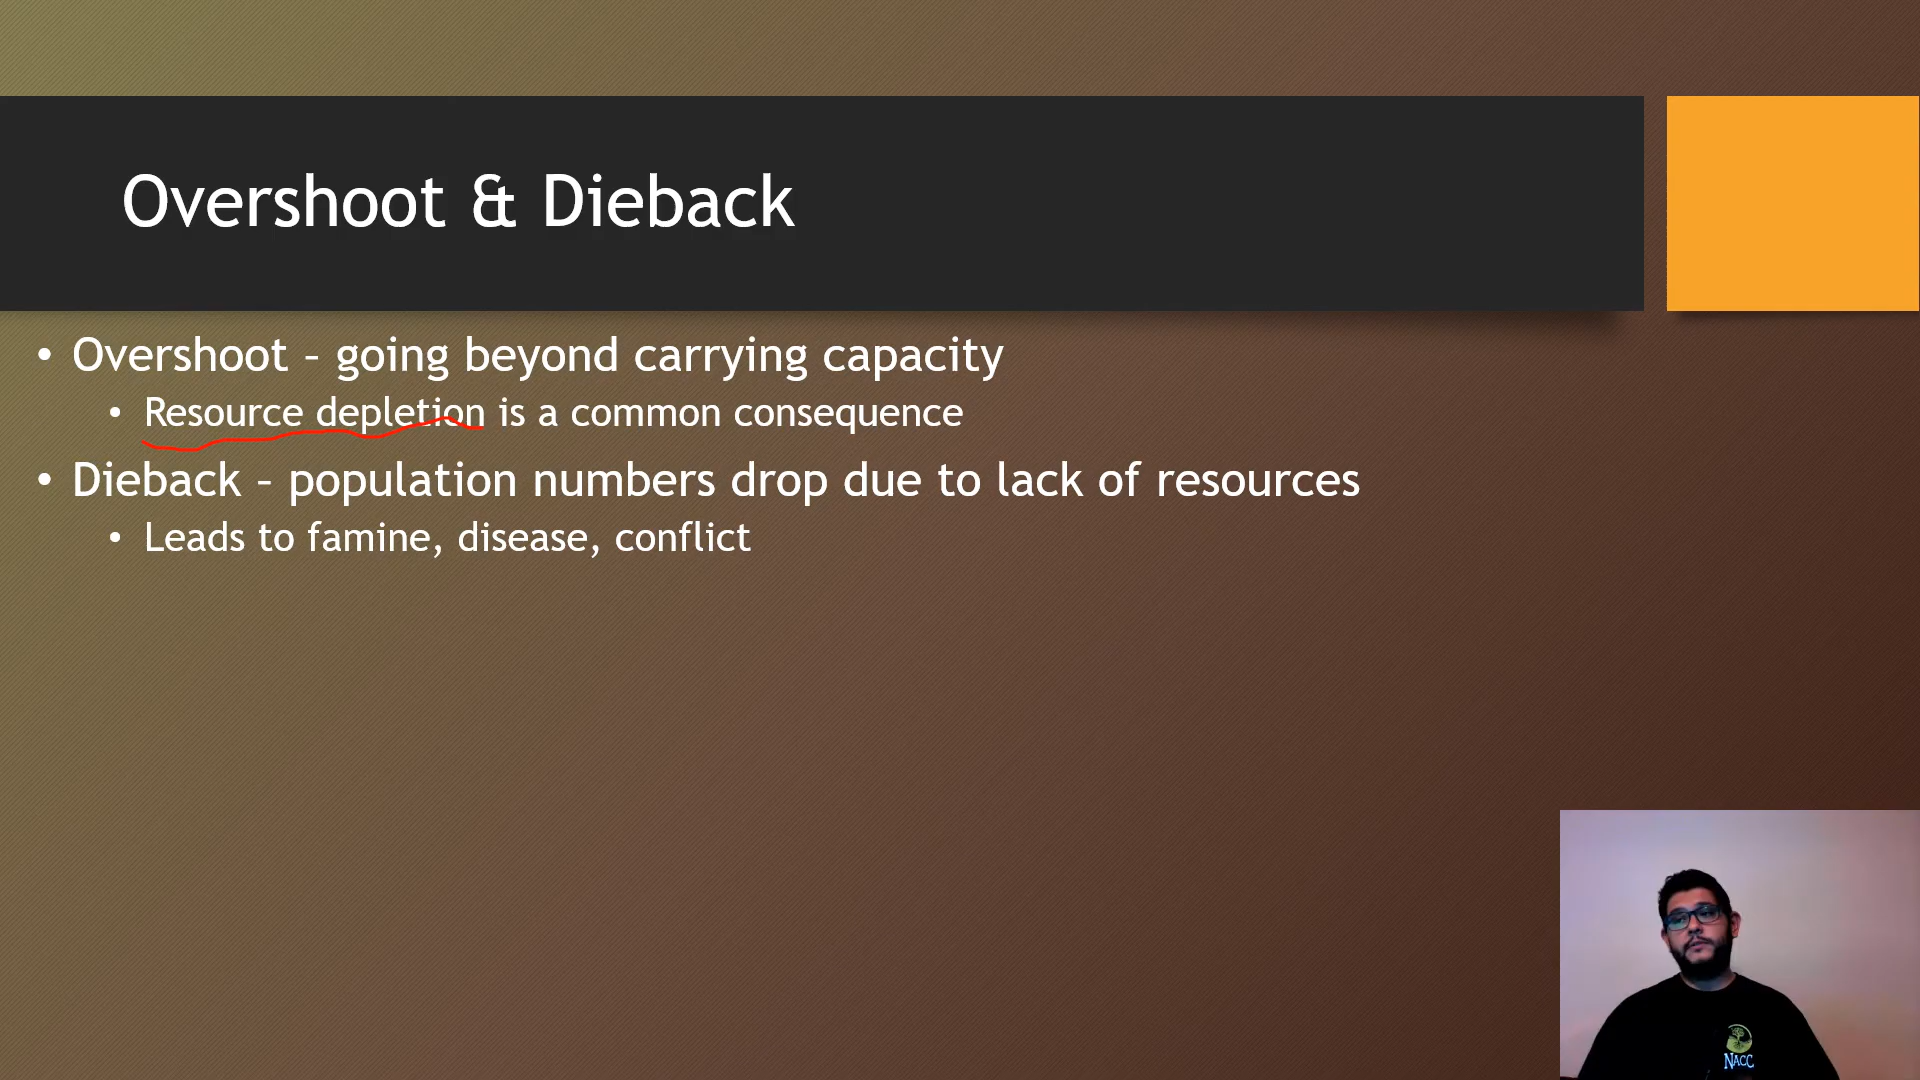 Overshoot & Dieback
• Overshoot – going beyond carrying capacity
• Resource depletion is a common consequence
• Dieback – population numbers drop due to lack of resources
• Leads to famine, disease, conflict
NACC